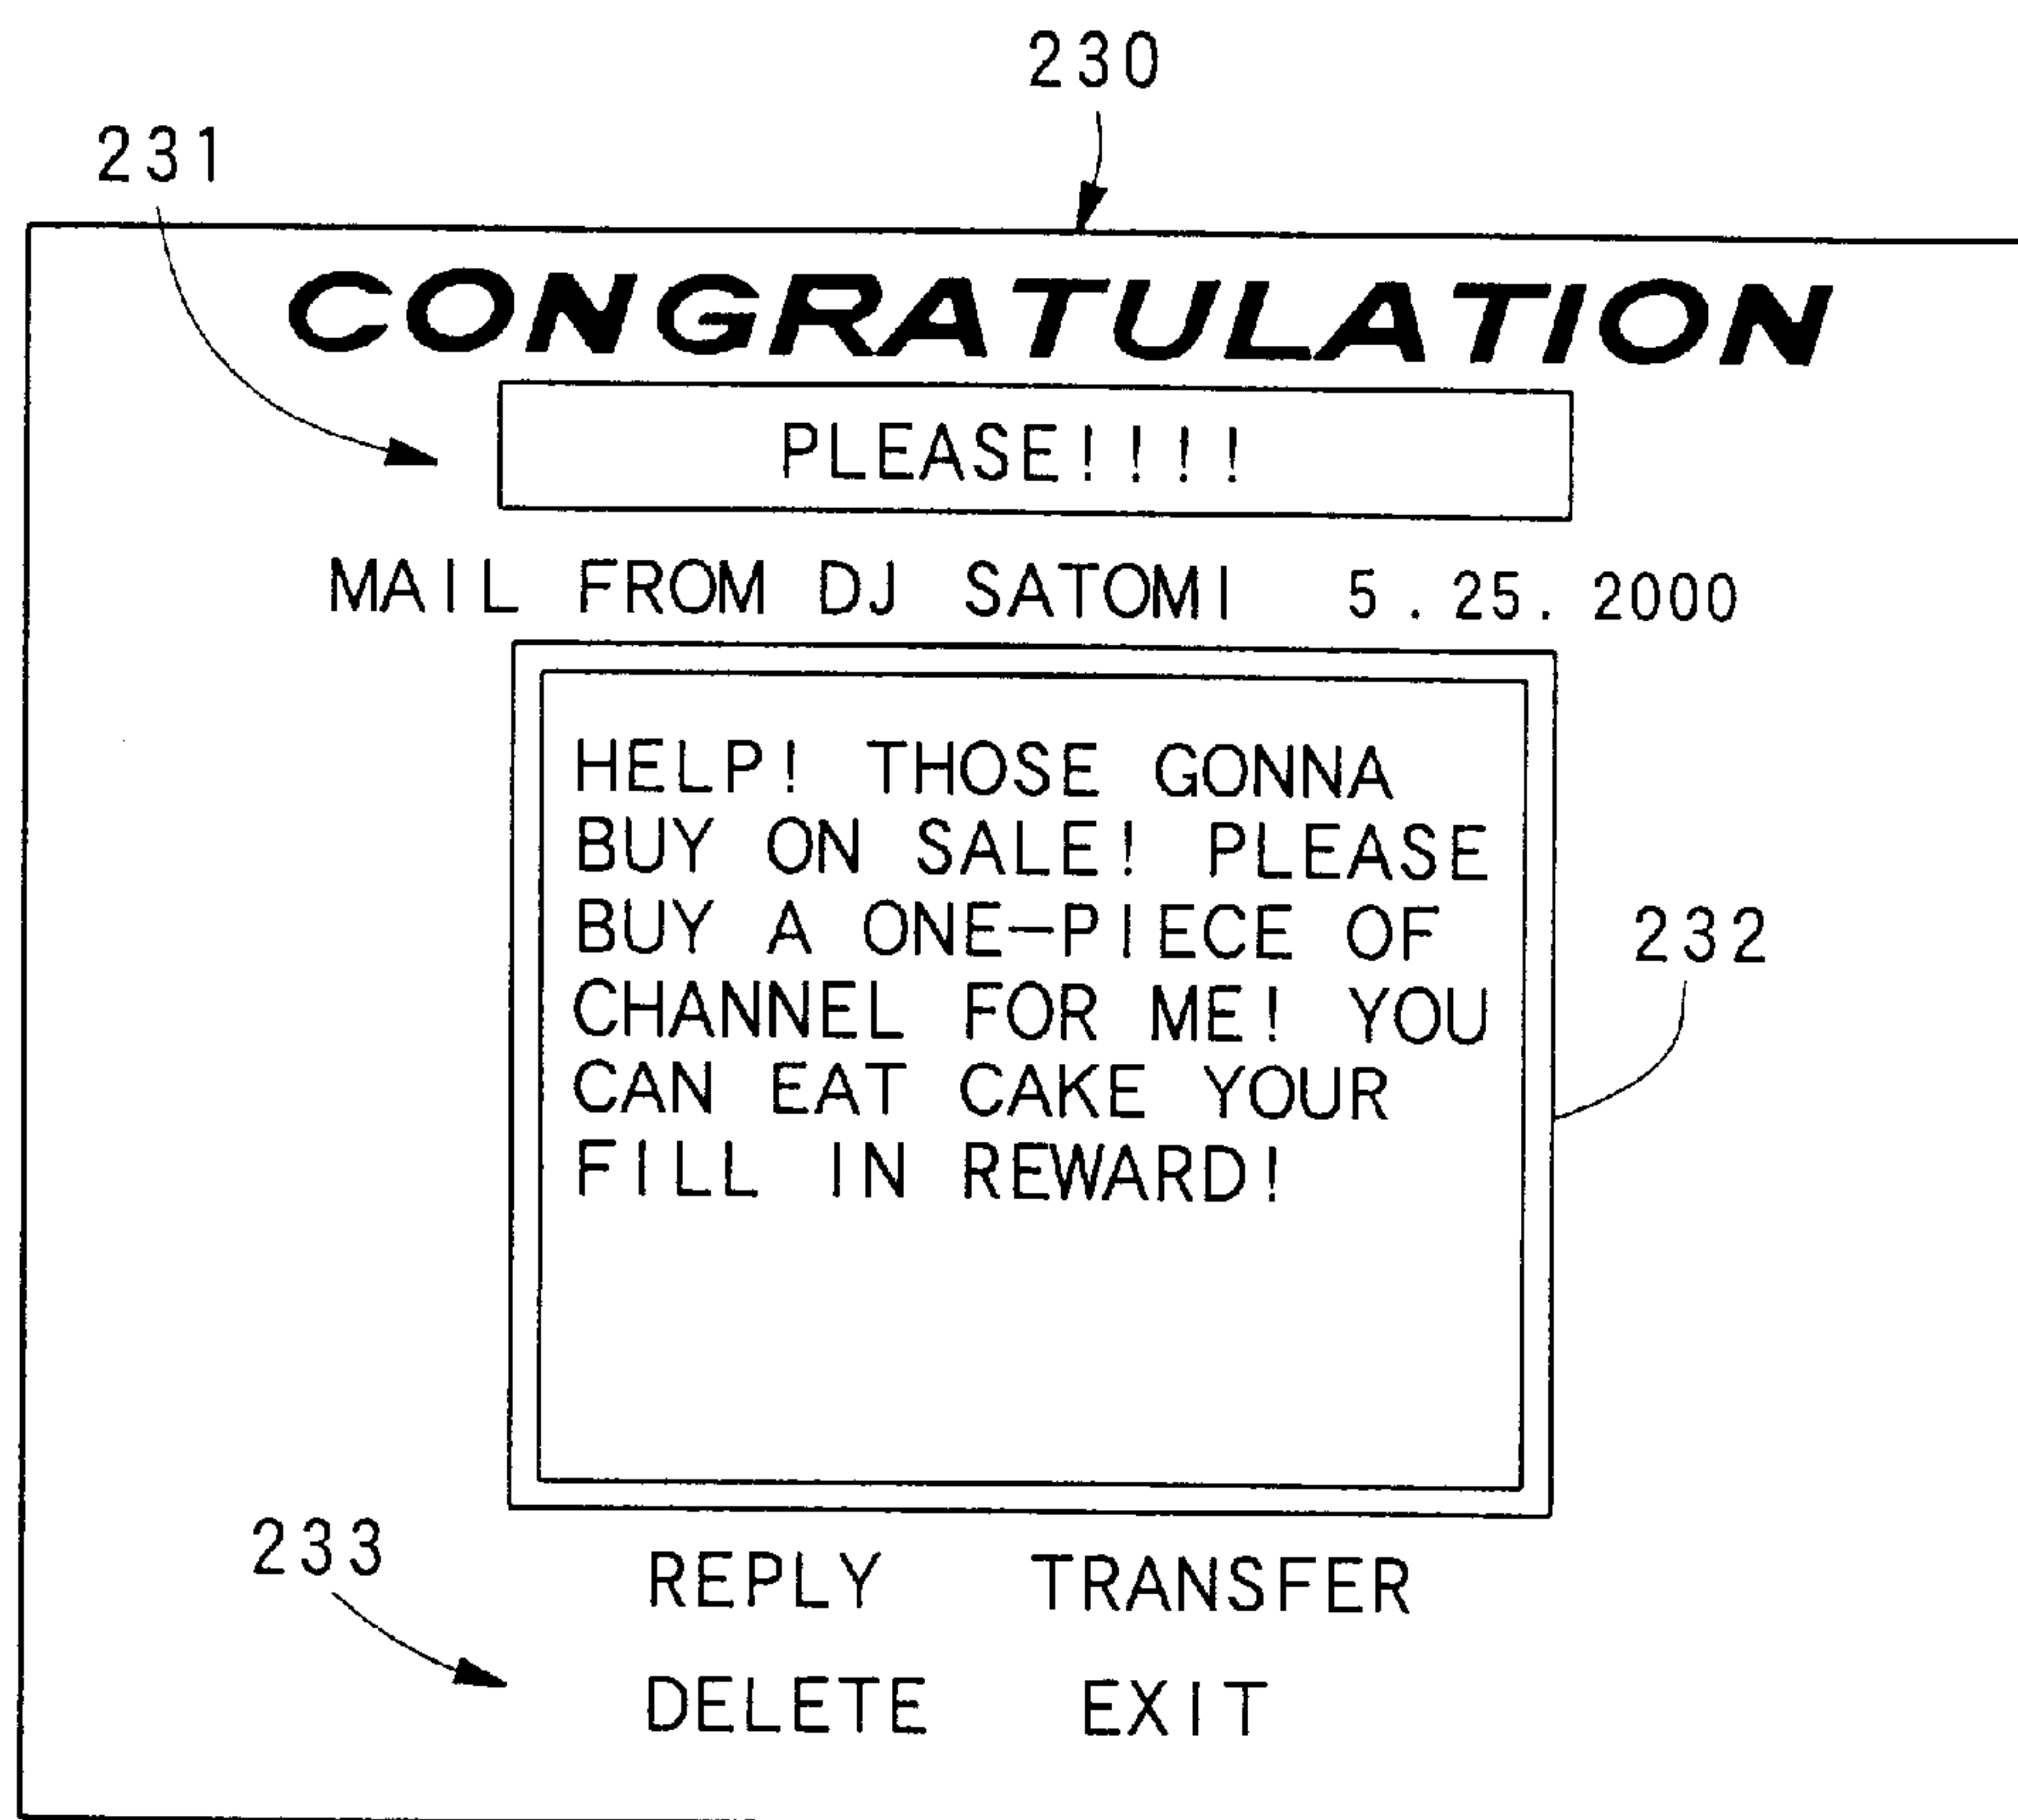 230
231
CONGRATULATION
PLEASE!!!!
MAIL FROM DJ SATOMI 5.25.2000
HELP! THOSE GONNA
BUY ON SALE! PLEASE
BUY A ONE-PIECE OF
CHANNEL FOR ME! YOU
CAN EAT CAKE YOUR
FILL IN REWARD!
232
233
REPLY TRANSFER
DELETE EXIT